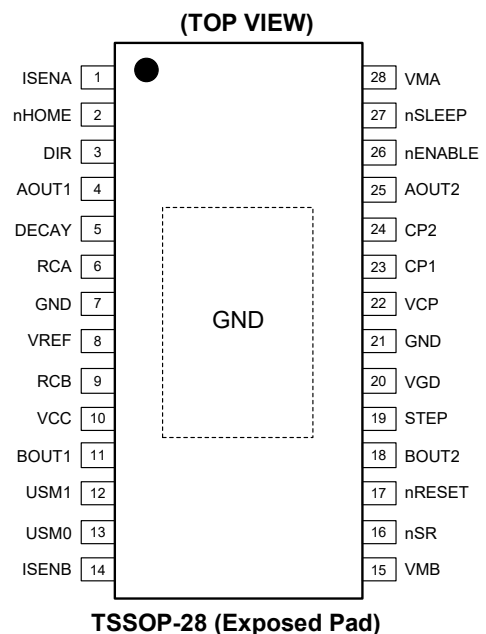 (TOP VIEW)
ISENA 1 28 VMA
nHOME 2 27 nSLEEP
DIR 3 26 nENABLE
AOUT1 4 25 AOUT2
DECAY 5 24 CP2
RCA 6 23 CP1
GND 7 22 VCP
GND
VREF 8 21 GND
RCB 9 20 VGD
VCC 10 19 STEP
BOUT1 11 18 BOUT2
USM1 12 17 nRESET
USM0 13 16 nSR
ISENB 14 15 VMB
TSSOP-28 (Exposed Pad)